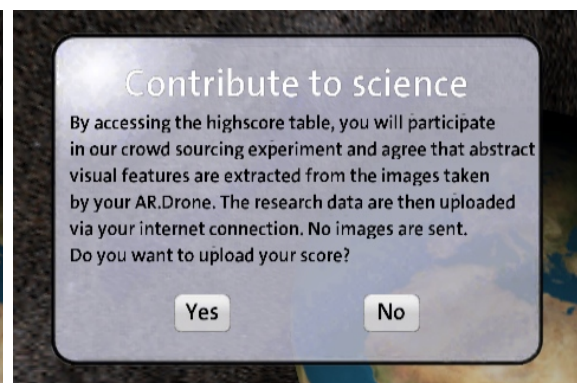 Contribute to science
By accessing the highscore table, you will participate
in our crowd sourcing experiment and agree that abstract
visual features are extracted from the images taken
by your AR.Drone. The research data are then uploaded
via your internet connection. No images are sent.
Do you want to upload your score?
Yes No